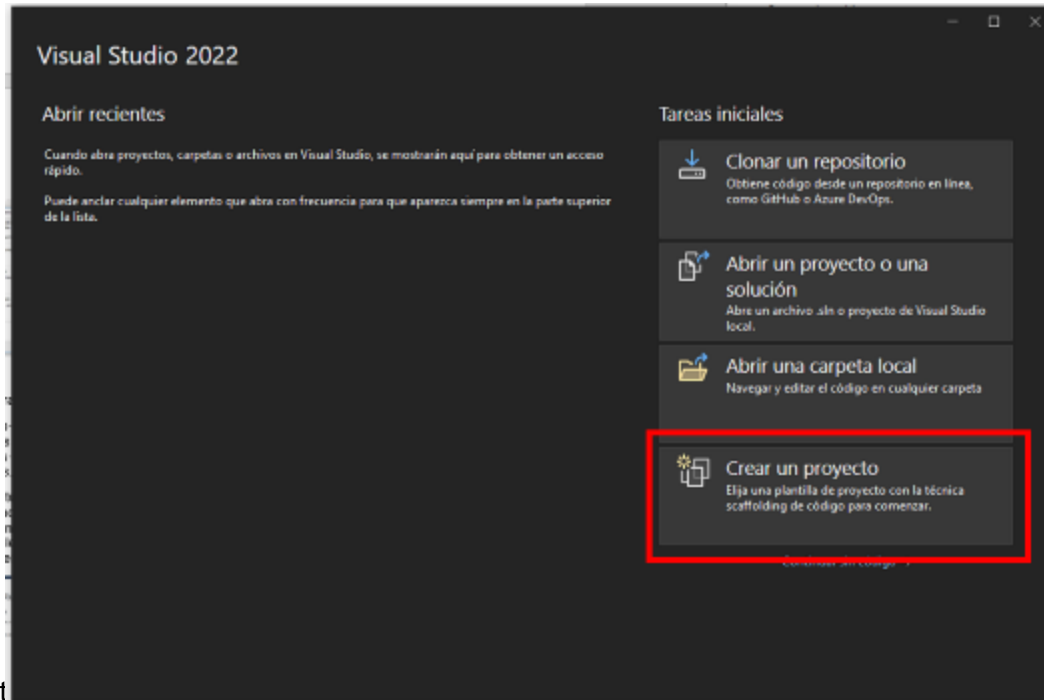 Visual Studio 2022
Abrir recientes
Cuando abra proyectos, carpetas o archivos en Visual Studio, se mostrarán aquí para obtener un acceso
rápido.
Puede anclar cualquier elemento que abra con frecuencia para que aparezca siempre en la parte superior
de la lista.
Tareas iniciales
Clonar un repositorio
Obtiene código desde un repositorio en línea,
como GitHub o Azure DevOps.
Abrir un proyecto o una
solución
Abre un archivo .sln o proyecto de Visual Studio
local.
Abrir una carpeta local
Navegar y editar el código en cualquier carpeta
Crear un proyecto
Elija una plantilla de proyecto con la técnica
scaffolding de código para comenzar.
Continuar sin código
t